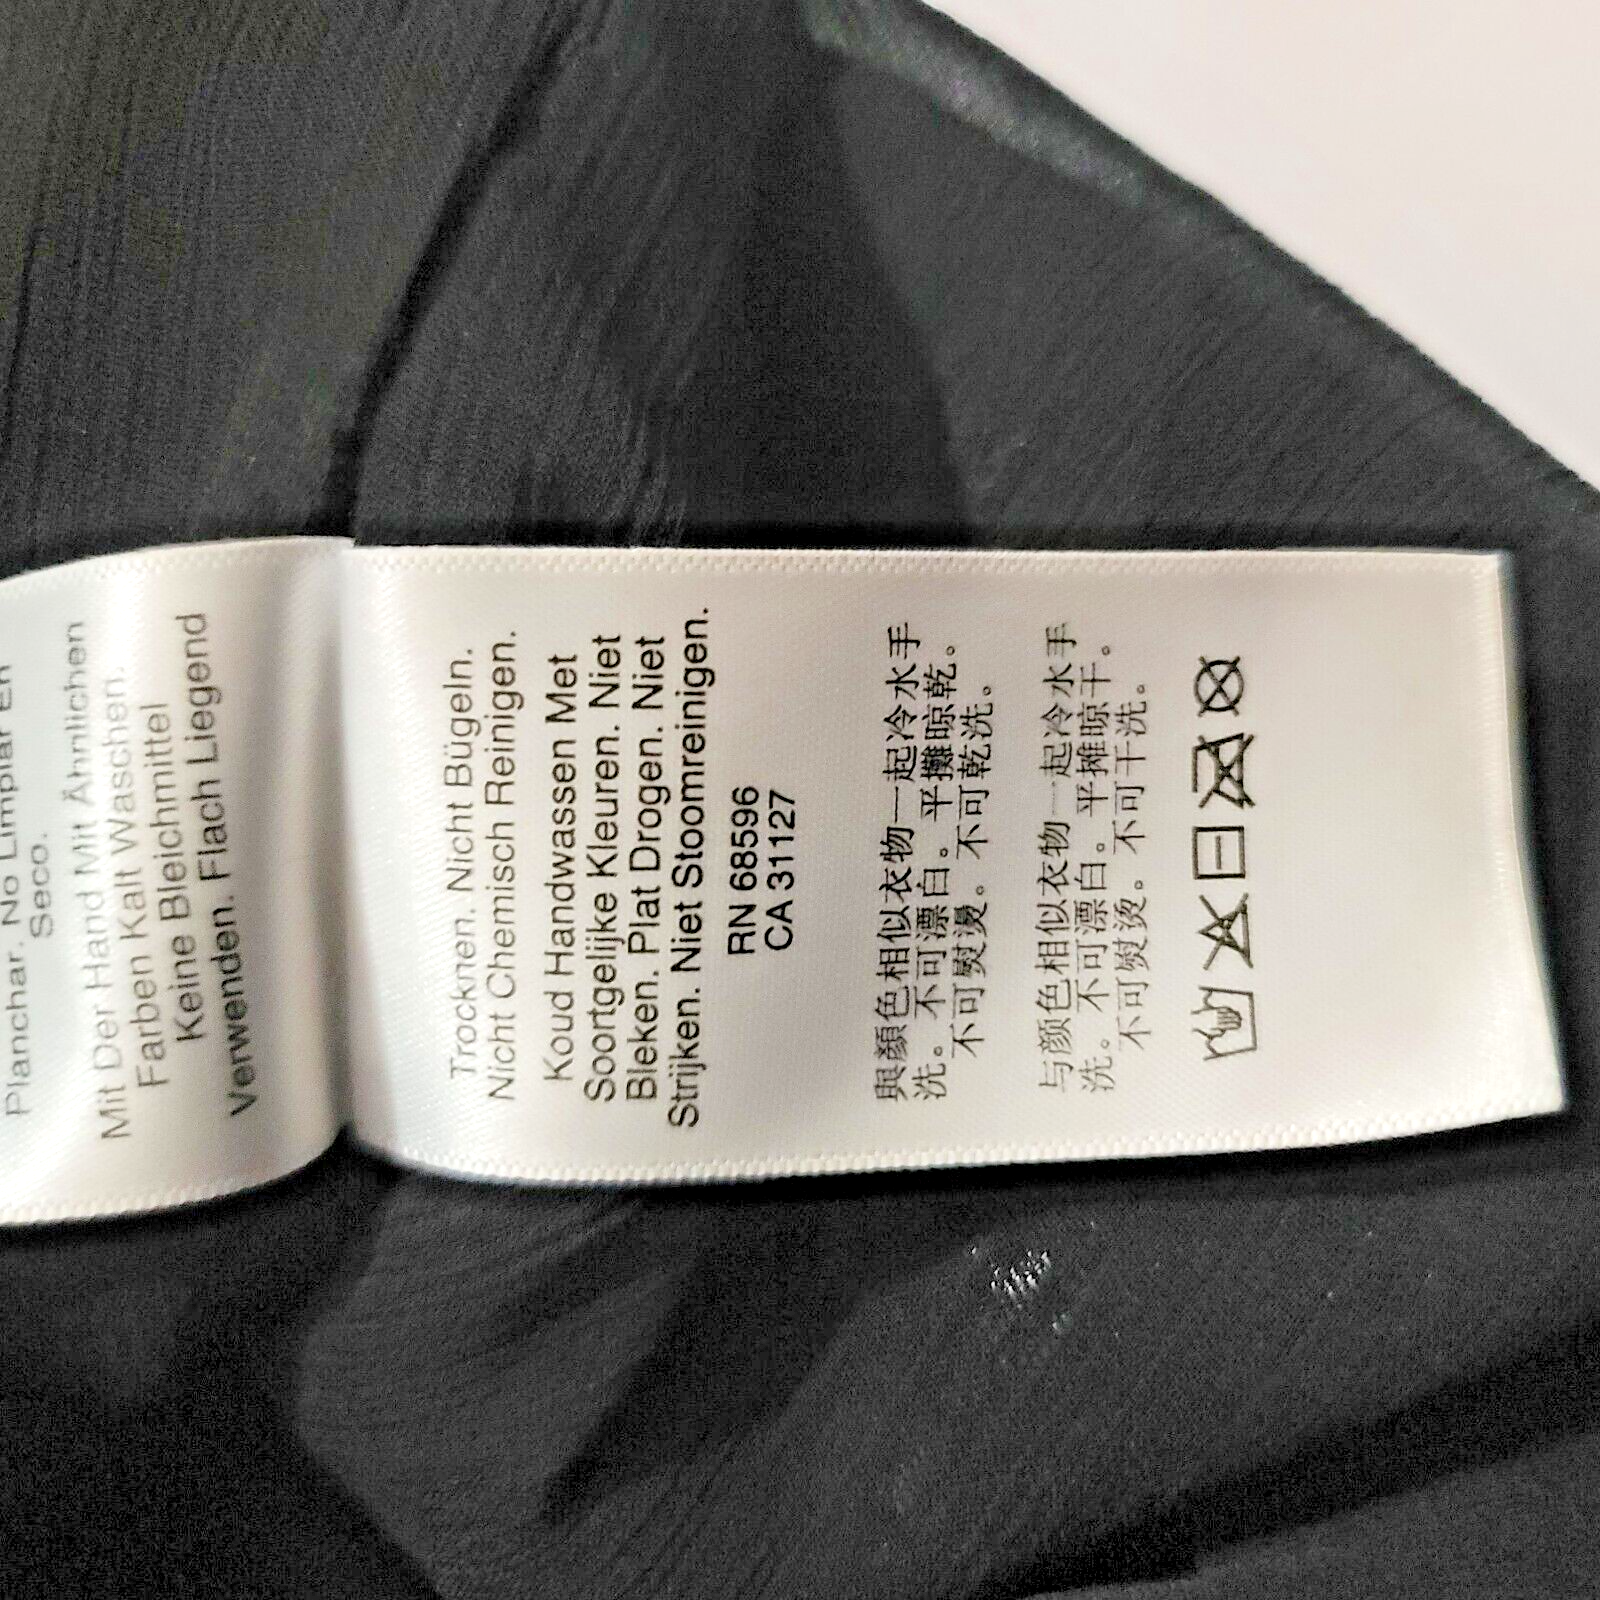 Planchar. No Limpiar En
Seco.
Mit Der Hand Mit Ähnlichen
Farben Kalt Waschen.
Keine Bleichmittel
Verwenden. Flach Liegend
Trocknen. Nicht Bügeln.
Nicht Chemisch Reinigen.
Koud Handwassen Met
Soortgelijke Kleuren. Niet
Bleken. Plat Drogen. Niet
Strijken. Niet Stoomreinigen.
RN 68596
CA 31127
與顏色相似衣物一起冷水手
洗。不可漂白。平攤晾乾。
不可熨燙。不可乾洗。
与颜色相似衣物一起冷水手
洗。不可漂白。平摊晾干。
不可熨烫。不可干洗。